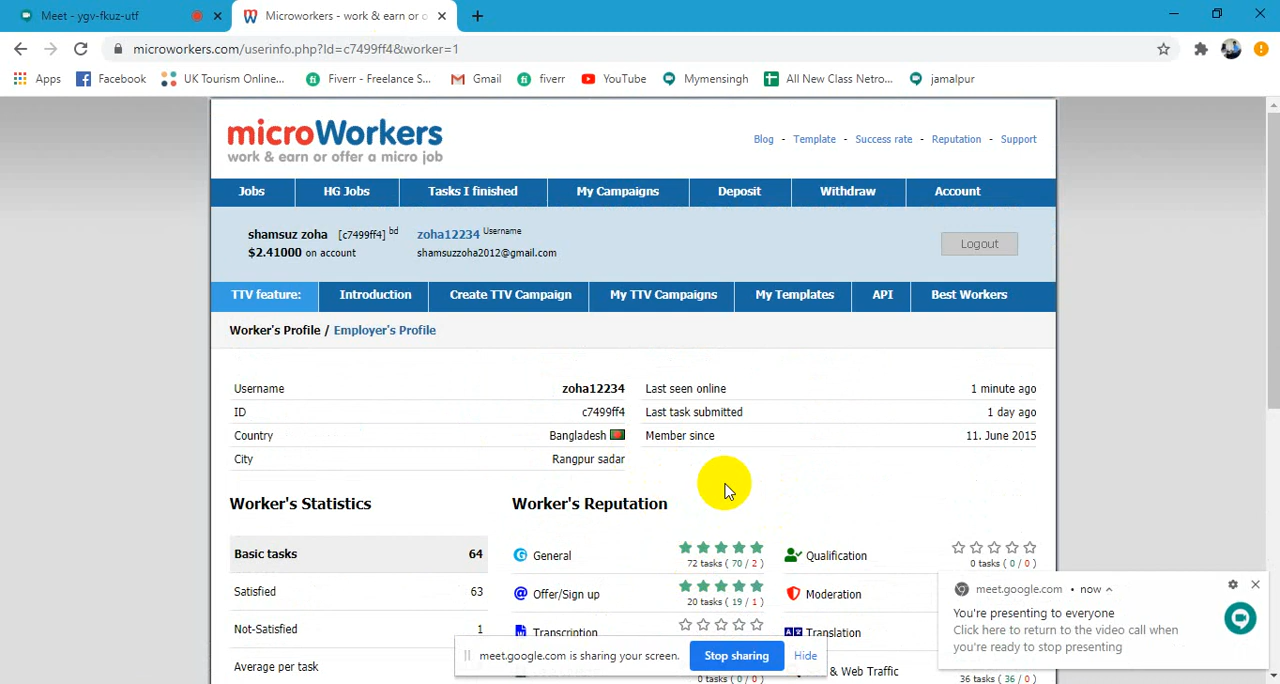 Meet - ygv-fkuz-utf
Microworkers - work & earn or o
microworkers.com/userinfo.php?Id=c7499ff4&worker=1
Apps
Facebook
UK Tourism Online...
Fiverr - Freelance S...
Gmail
fiverr
YouTube
Mymensingh
All New Class Netro...
jamalpur
microWorkers
work & earn or offer a micro job
Blog - Template - Success rate - Reputation - Support
Jobs
HG Jobs
Tasks I finished
My Campaigns
Deposit
Withdraw
Account
shamsuz zoha [c7499ff4] bd
zoha12234 Username
$2.41000 on account
shamsuzzoha2012@gmail.com
Logout
TTV feature:
Introduction
Create TTV Campaign
My TTV Campaigns
My Templates
API
Best Workers
Worker's Profile / Employer's Profile
Username zoha12234
Last seen online 1 minute ago
ID c7499ff4
Last task submitted 1 day ago
Country Bangladesh
Member since 11. June 2015
City Rangpur sadar
Worker's Statistics
Worker's Reputation
Basic tasks 64
General
72 tasks ( 70 / 2 )
Qualification
0 tasks ( 0 / 0 )
Satisfied 63
Offer/Sign up
20 tasks ( 19 / 1 )
Moderation
Not-Satisfied 1
Transcription
Translation
Average per task
0 tasks ( 0 / 0 )
& Web Traffic
36 tasks ( 36 / 0 )
meet.google.com is sharing your screen.
Stop sharing
Hide
meet.google.com • now
You're presenting to everyone
Click here to return to the video call when
you're ready to stop presenting